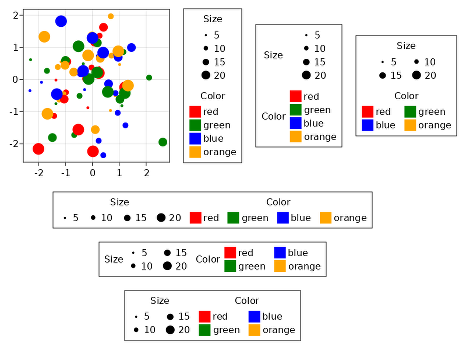 2
1
0
-1
-2
-2 -1 0 1 2
Size
5
10
15
20
Color
red
green
blue
orange
Size
5
10
15
20
Color
red
green
blue
orange
Size
5 10
15 20
Color
red blue
green orange
Size Color
5 10 15 20 red green blue orange
Size 5 15 Color red blue
10 20 green orange
Size Color
5 15 red blue
10 20 green orange